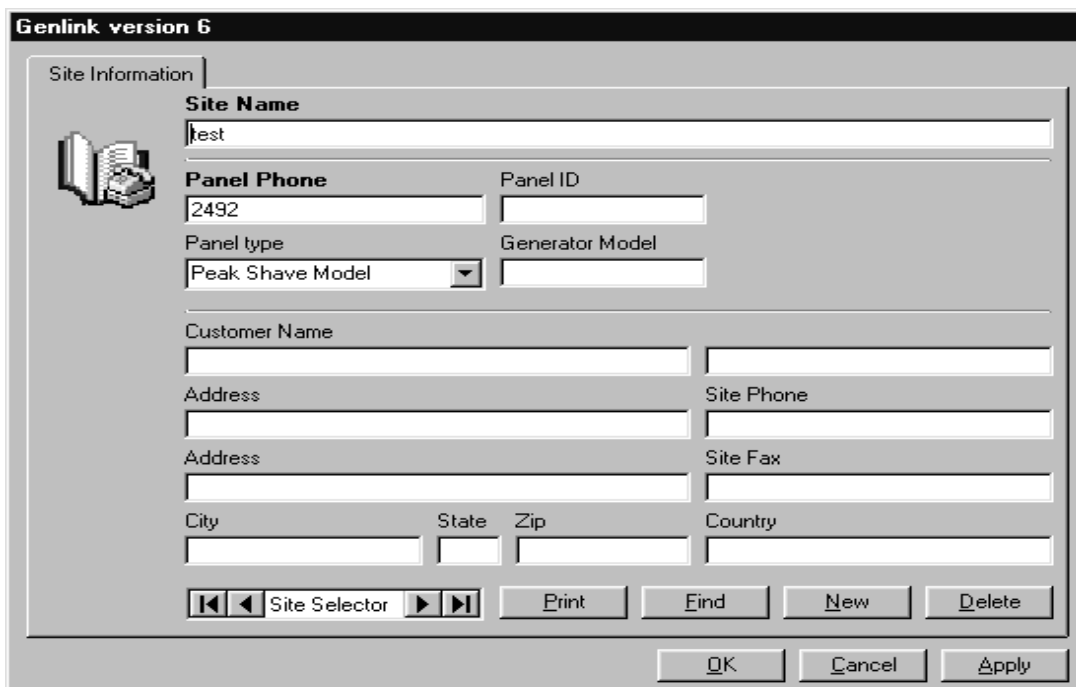 Genlink version 6
Site Information
Site Name
test
Panel Phone Panel ID
2492
Panel type Generator Model
Peak Shave Model
Customer Name
Address Site Phone
Address Site Fax
City State Zip Country
Site Selector Print Find New Delete
OK Cancel Apply